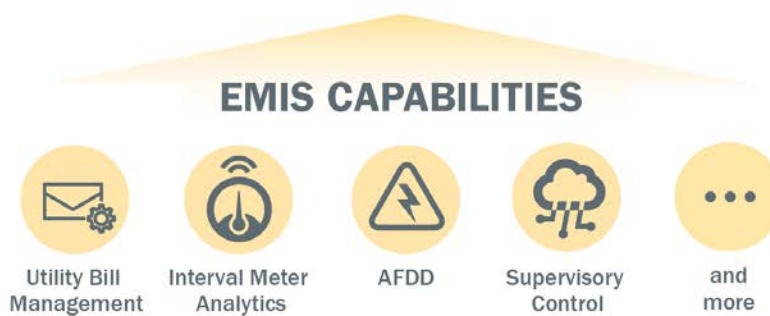 EMIS CAPABILITIES
Utility Bill
Management
Interval Meter
Analytics
AFDD
Supervisory
Control
and
more